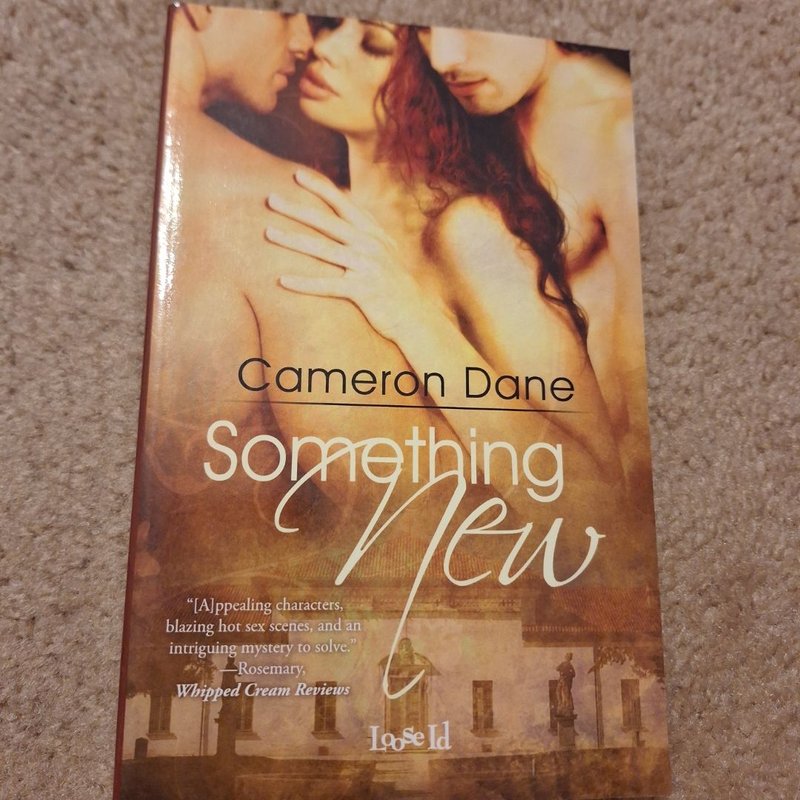 Cameron Dane
Something
New
“[A]ppealing characters,
blazing hot sex scenes, and an
intriguing mystery to solve.”
—Rosemary,
Whipped Cream Reviews
Loose Id